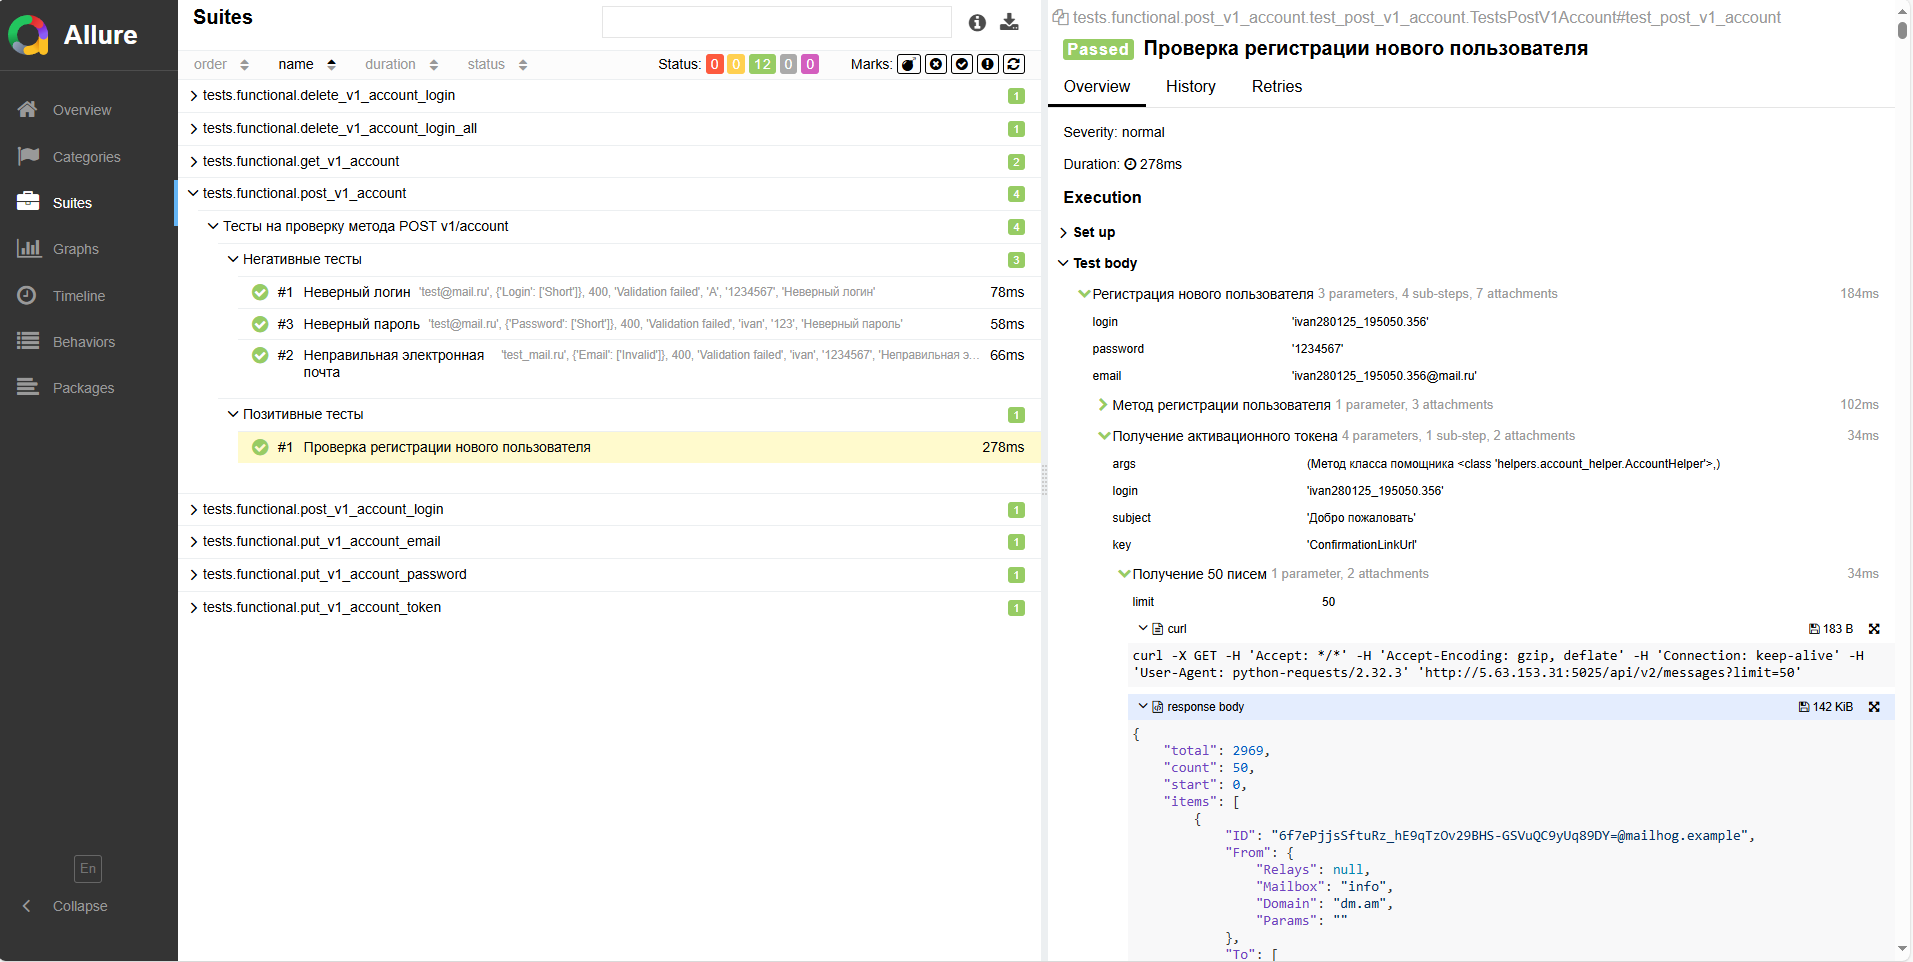 Allure
Overview
Categories
Suites
Graphs
Timeline
Behaviors
Packages
En
Collapse
Suites
order name duration status Status: 0 0 12 0 0 Marks:
tests.functional.delete_v1_account_login 1
tests.functional.delete_v1_account_login_all 1
tests.functional.get_v1_account 2
tests.functional.post_v1_account 4
Тесты на проверку метода POST v1/account 4
Негативные тесты 3
#1 Неверный логин 'test@mail.ru', {'Login': ['Short']}, 400, 'Validation failed', 'A', '1234567', 'Неверный логин' 78ms
#3 Неверный пароль 'test@mail.ru', {'Password': ['Short']}, 400, 'Validation failed', 'ivan', '123', 'Неверный пароль' 58ms
#2 Неправильная электронная 'test_mail.ru', {'Email': ['Invalid']}, 400, 'Validation failed', 'ivan', '1234567', 'Неправильная э... 66ms
почта
Позитивные тесты 1
#1 Проверка регистрации нового пользователя 278ms
tests.functional.post_v1_account_login 1
tests.functional.put_v1_account_email 1
tests.functional.put_v1_account_password 1
tests.functional.put_v1_account_token 1
tests.functional.post_v1_account.test_post_v1_account.TestsPostV1Account#test_post_v1_account
Passed Проверка регистрации нового пользователя
Overview History Retries
Severity: normal
Duration: 278ms
Execution
Set up
Test body
Регистрация нового пользователя 3 parameters, 4 sub-steps, 7 attachments 184ms
login 'ivan280125_195050.356'
password '1234567'
email 'ivan280125_195050.356@mail.ru'
Метод регистрации пользователя 1 parameter, 3 attachments 102ms
Получение активационного токена 4 parameters, 1 sub-step, 2 attachments 34ms
args (Метод класса помощника <class 'helpers.account_helper.AccountHelper'>,)
login 'ivan280125_195050.356'
subject 'Добро пожаловать'
key 'ConfirmationLinkUrl'
Получение 50 писем 1 parameter, 2 attachments 34ms
limit 50
curl 183 B
curl -X GET -H 'Accept: */*' -H 'Accept-Encoding: gzip, deflate' -H 'Connection: keep-alive' -H
'User-Agent: python-requests/2.32.3' 'http://5.63.153.31:5025/api/v2/messages?limit=50'
response body 142 KiB
{
"total": 2969,
"count": 50,
"start": 0,
"items": [
{
"ID": "6f7ePjjsSftuRz_hE9qTzOv29BHS-GSVuQC9yUq89DY=@mailhog.example",
"From": {
"Relays": null,
"Mailbox": "info",
"Domain": "dm.am",
"Params": ""
},
"To": [